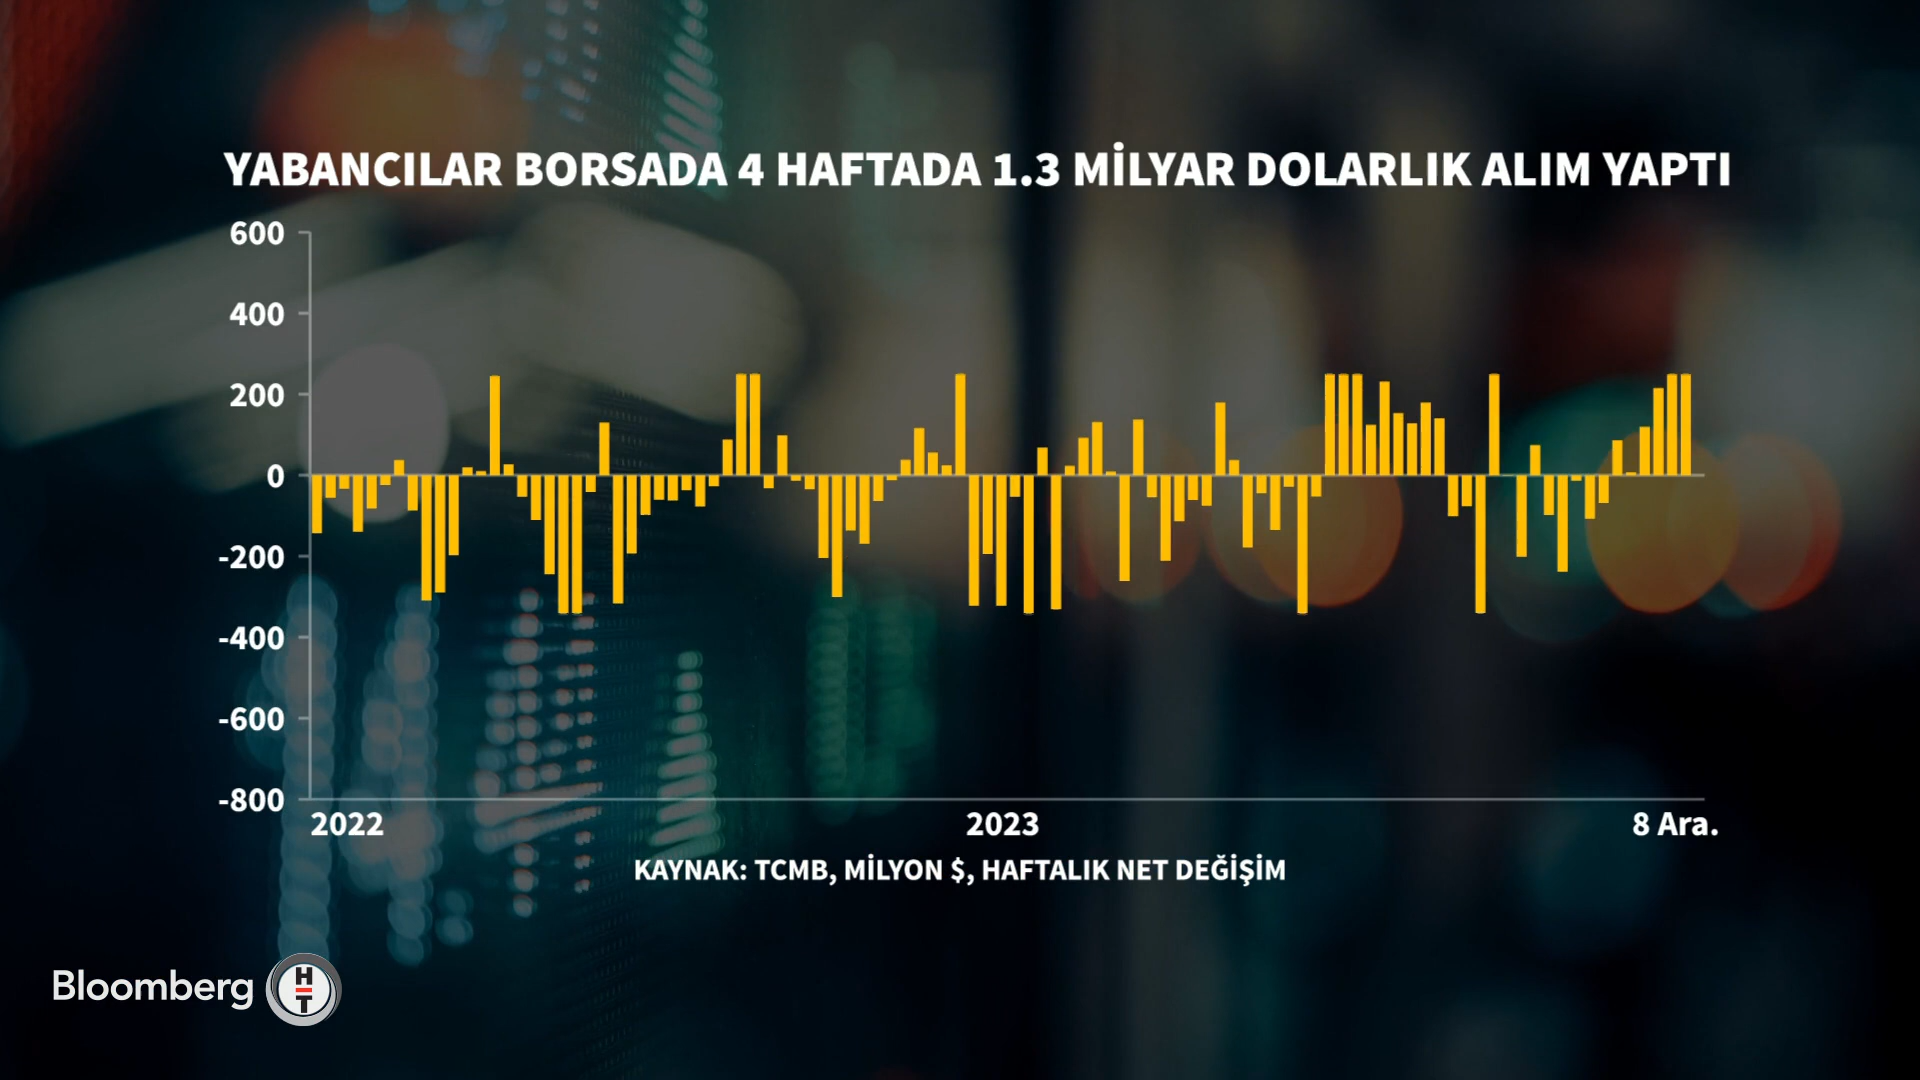 YABANCILAR BORSADA 4 HAFTADA 1.3 MİLYAR DOLARLIK ALIM YAPTI
600
400
200
0
-200
-400
-600
-800
2022 2023 8 Ara.
KAYNAK: TCMB, MİLYON $, HAFTALIK NET DEĞİŞİM
Bloomberg HT